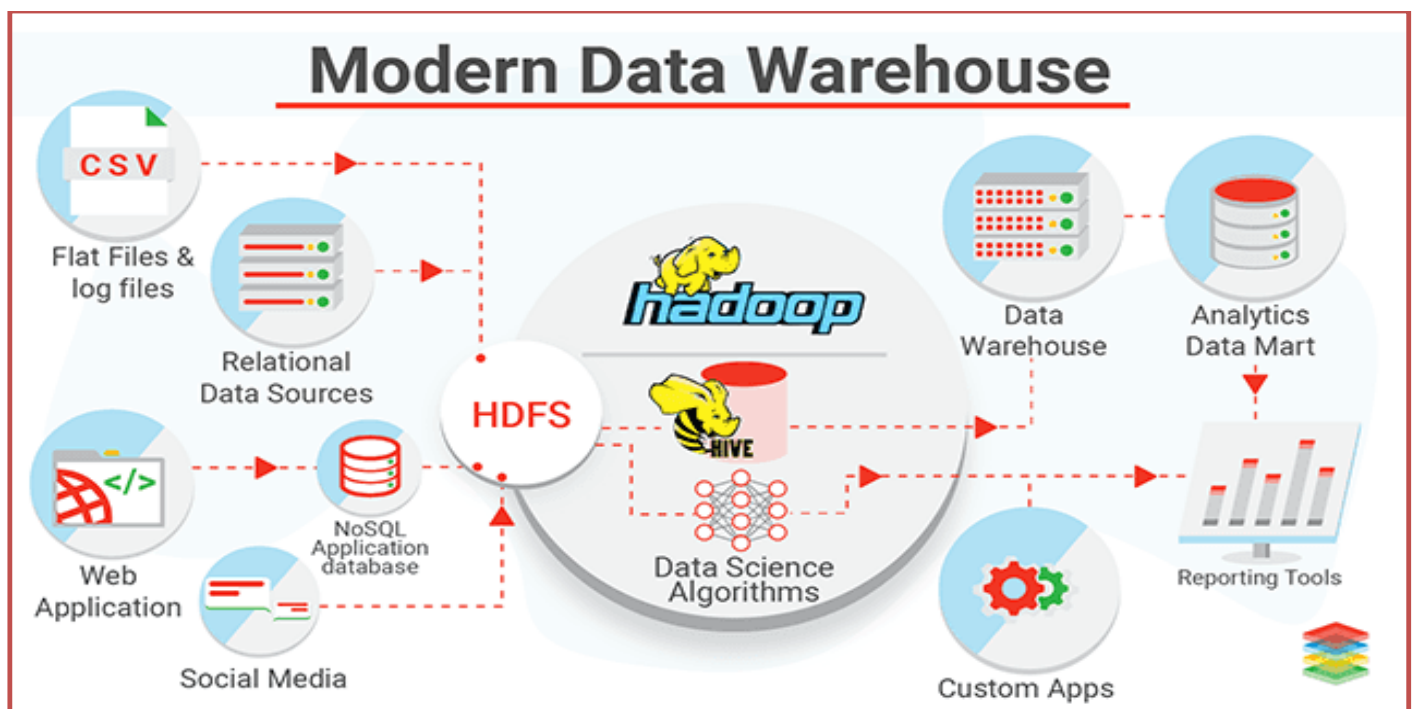 Modern Data Warehouse
CSV
Flat Files &
log files
Relational
Data Sources
</>
Web
Application
NoSQL
Application
database
Social Media
HDFS
hadoop
HIVE
Data Science
Algorithms
Data
Warehouse
Analytics
Data Mart
Custom Apps
Reporting Tools